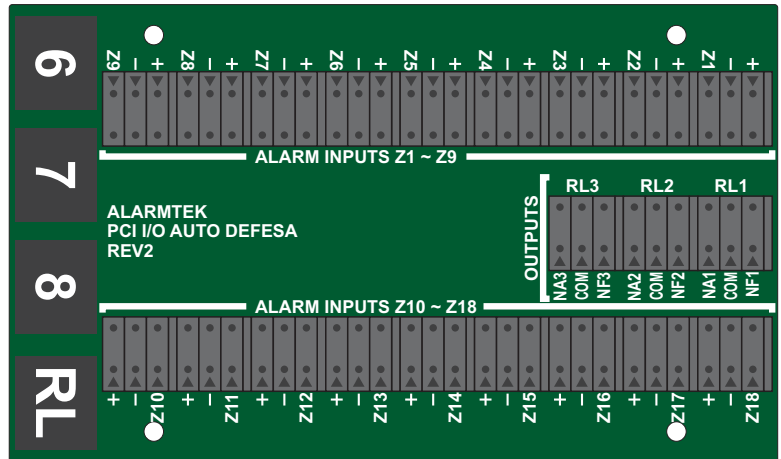 6
7
8
RL
Z9 − + Z8 − + Z7 − + Z6 − + Z5 − + Z4 − + Z3 − + Z2 − + Z1 − +
ALARM INPUTS Z1 ~ Z9
ALARMTEK
PCI I/O AUTO DEFESA
REV2
OUTPUTS
RL3 RL2 RL1
NA3 COM NF3 NA2 COM NF2 NA1 COM NF1
ALARM INPUTS Z10 ~ Z18
+ − Z10 + − Z11 + − Z12 + − Z13 + − Z14 + − Z15 + − Z16 + − Z17 + − Z18